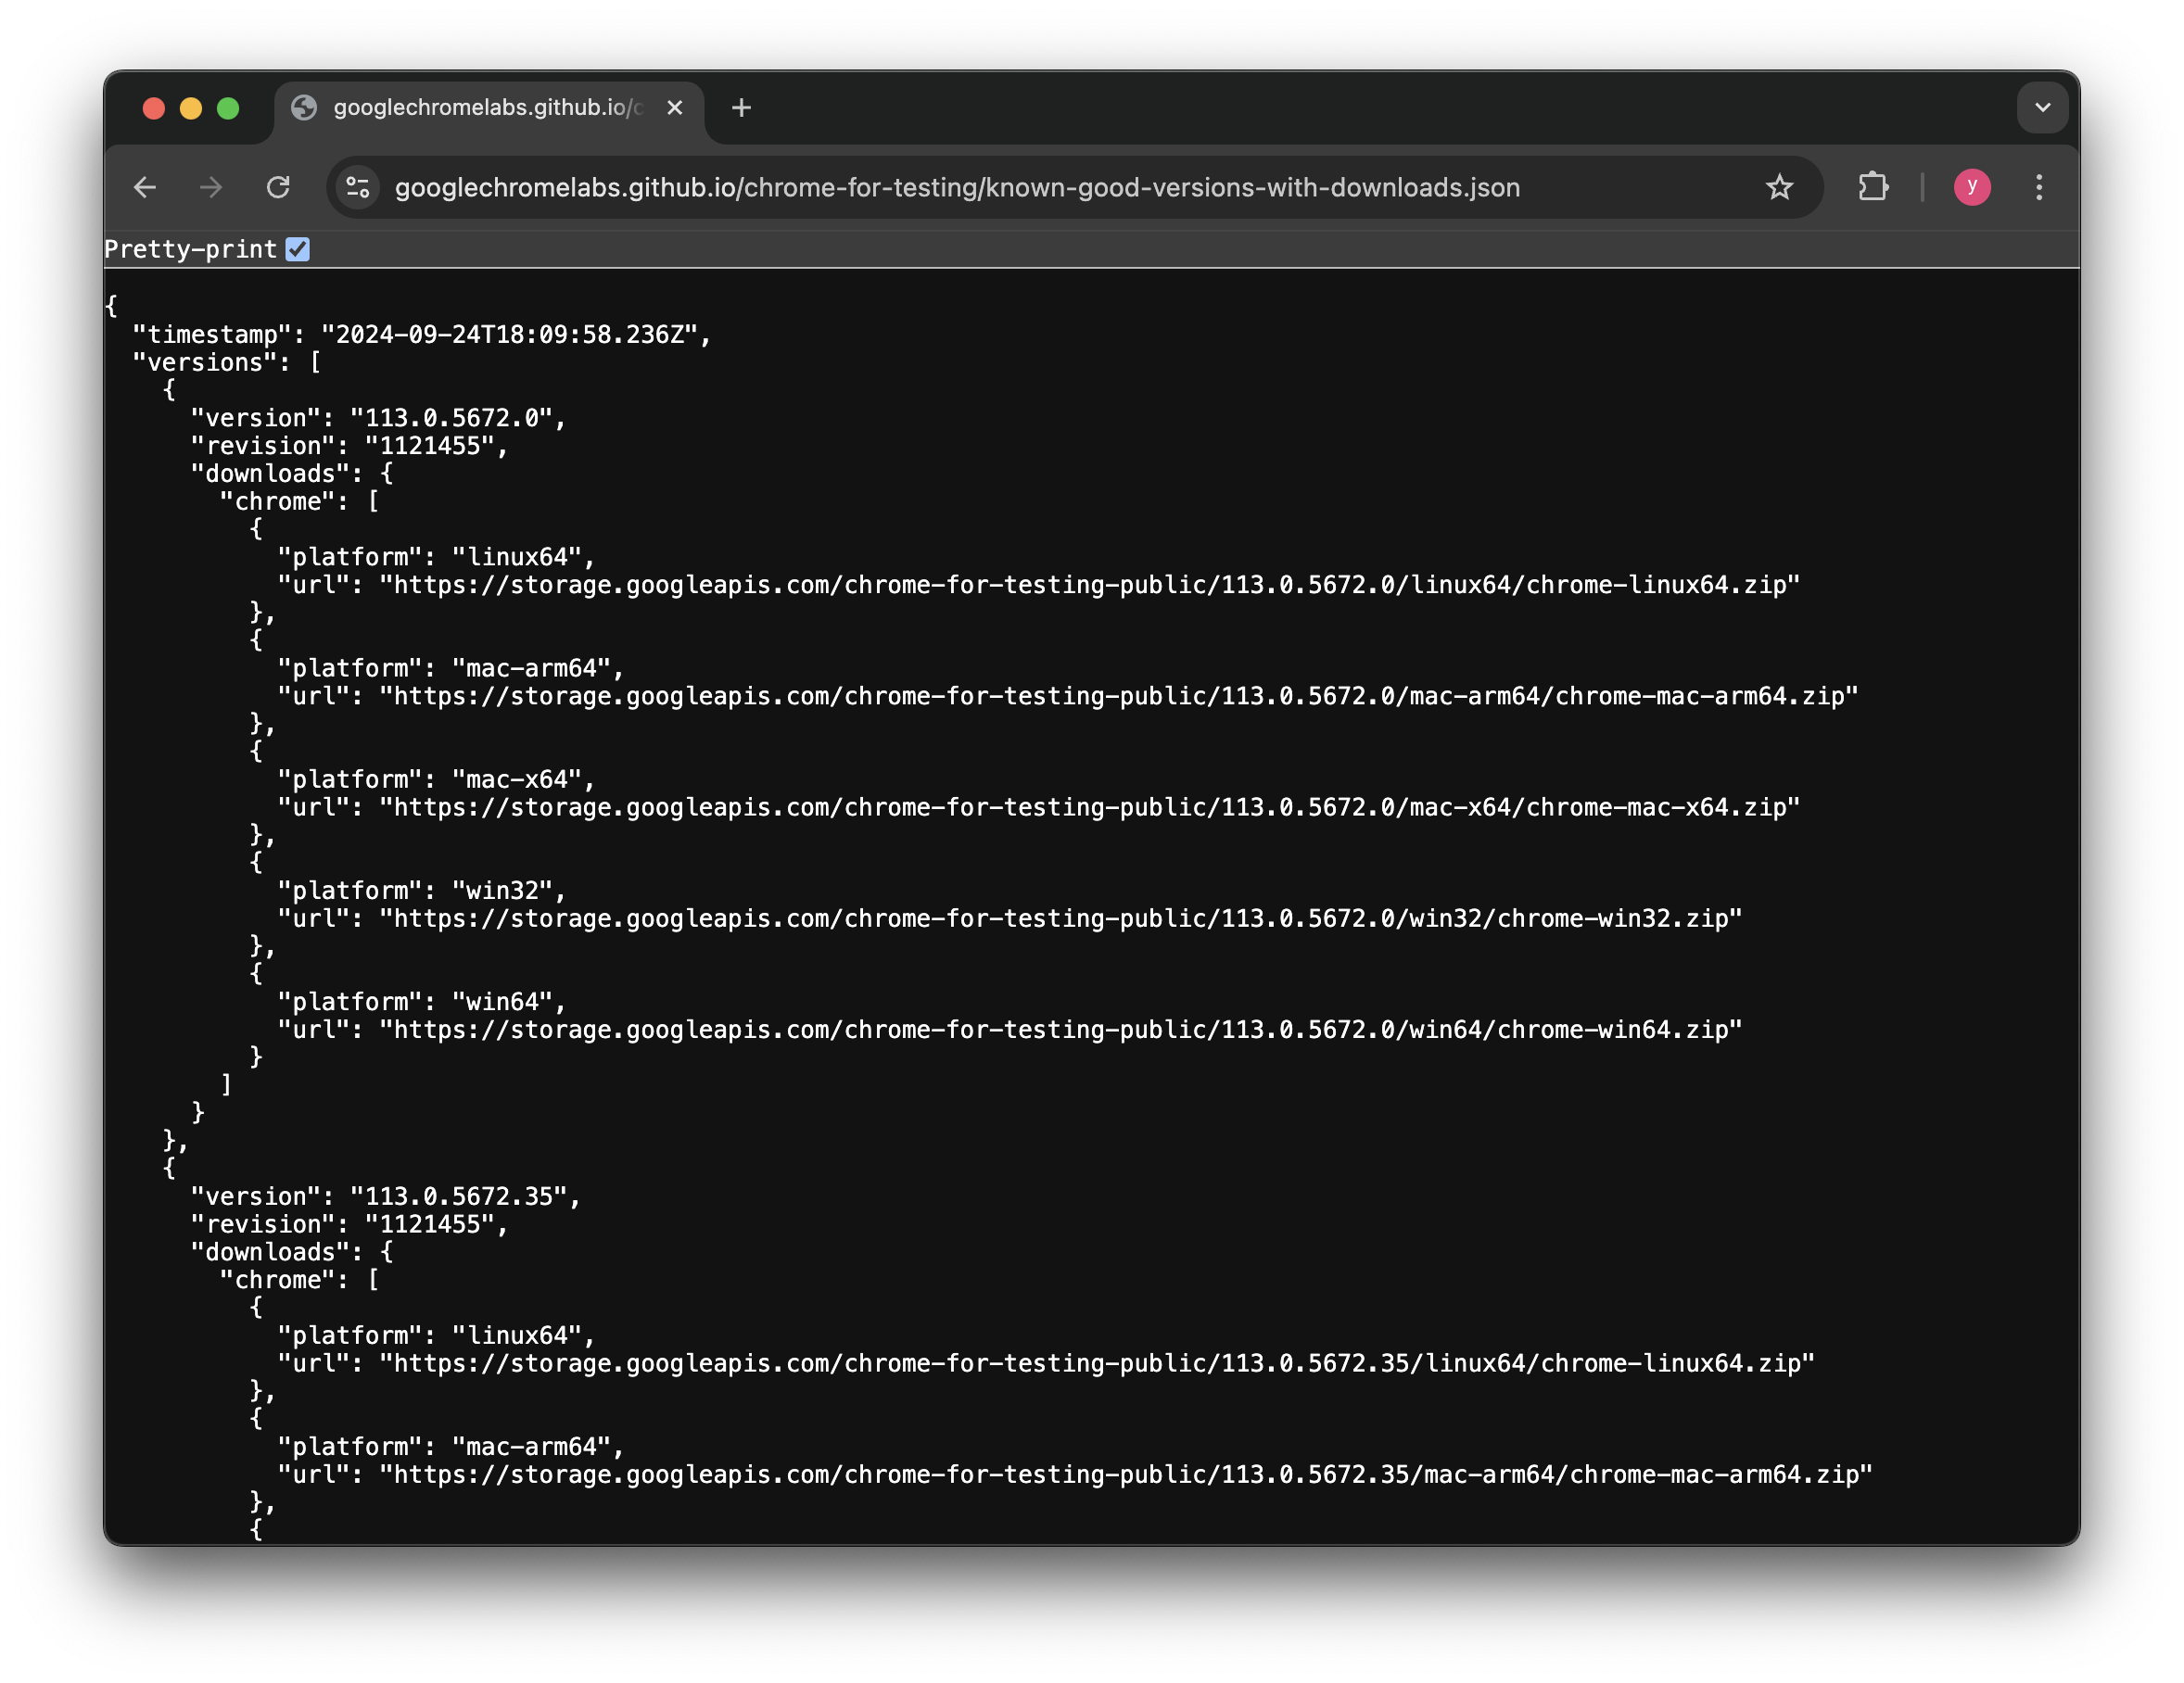 googlechromelabs.github.io/c
googlechromelabs.github.io/chrome-for-testing/known-good-versions-with-downloads.json
y
Pretty-print
{
  "timestamp": "2024-09-24T18:09:58.236Z",
  "versions": [
    {
      "version": "113.0.5672.0",
      "revision": "1121455",
      "downloads": {
        "chrome": [
          {
            "platform": "linux64",
            "url": "https://storage.googleapis.com/chrome-for-testing-public/113.0.5672.0/linux64/chrome-linux64.zip"
          },
          {
            "platform": "mac-arm64",
            "url": "https://storage.googleapis.com/chrome-for-testing-public/113.0.5672.0/mac-arm64/chrome-mac-arm64.zip"
          },
          {
            "platform": "mac-x64",
            "url": "https://storage.googleapis.com/chrome-for-testing-public/113.0.5672.0/mac-x64/chrome-mac-x64.zip"
          },
          {
            "platform": "win32",
            "url": "https://storage.googleapis.com/chrome-for-testing-public/113.0.5672.0/win32/chrome-win32.zip"
          },
          {
            "platform": "win64",
            "url": "https://storage.googleapis.com/chrome-for-testing-public/113.0.5672.0/win64/chrome-win64.zip"
          }
        ]
      }
    },
    {
      "version": "113.0.5672.35",
      "revision": "1121455",
      "downloads": {
        "chrome": [
          {
            "platform": "linux64",
            "url": "https://storage.googleapis.com/chrome-for-testing-public/113.0.5672.35/linux64/chrome-linux64.zip"
          },
          {
            "platform": "mac-arm64",
            "url": "https://storage.googleapis.com/chrome-for-testing-public/113.0.5672.35/mac-arm64/chrome-mac-arm64.zip"
          },
          {